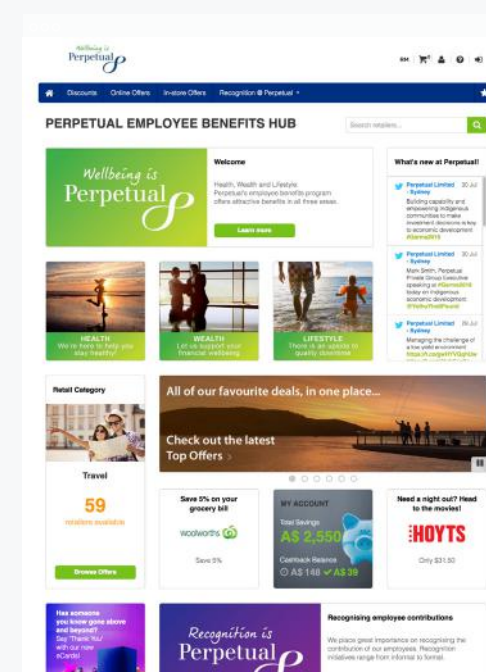 Wellbeing is
Perpetual
RM
Discounts Online Offers In-store Offers Recognition @ Perpetual
PERPETUAL EMPLOYEE BENEFITS HUB
Search retailers...
Wellbeing is
Perpetual
Welcome
Health, Wealth and Lifestyle
Perpetual's employee benefits program
offers attractive benefits in all three areas.
Learn more
What's new at Perpetual!
Perpetual Limited 30 Jul
- Sydney
Building capability and
empowering indigenous
communities to make
investment decisions is key
to economic development
Perpetual Limited 30 Jul
- Sydney
Mark Smith, Perpetual
Private Group Executive
speaking at
today on indigenous
economic development
Perpetual Limited
- Sydney
Managing the challenge of
a low yield environment
HEALTH
We're here to help you
stay healthy!
WEALTH
Let us support your
financial wellbeing
LIFESTYLE
There is an upside to
quality downtime
Retail Category
Travel
59
retailers available
Browse Offers
All of our favourite deals, in one place...
Check out the latest
Top Offers
Save 5% on your
grocery bill
woolworths
Save 5%
MY ACCOUNT
Total Savings
A$ 2,550
Cashback Balance
A$ 146 A$ 39
Need a night out? Head
to the movies!
HOYTS
Only $31.50
Has someone
you know gone above
and beyond?
Say 'Thank You'
with our new
eCards!
Recognition is
Perpetual
Recognising employee contributions
We place great importance on recognising the
contribution of our employees. Recognition
initiatives range from informal to formal.